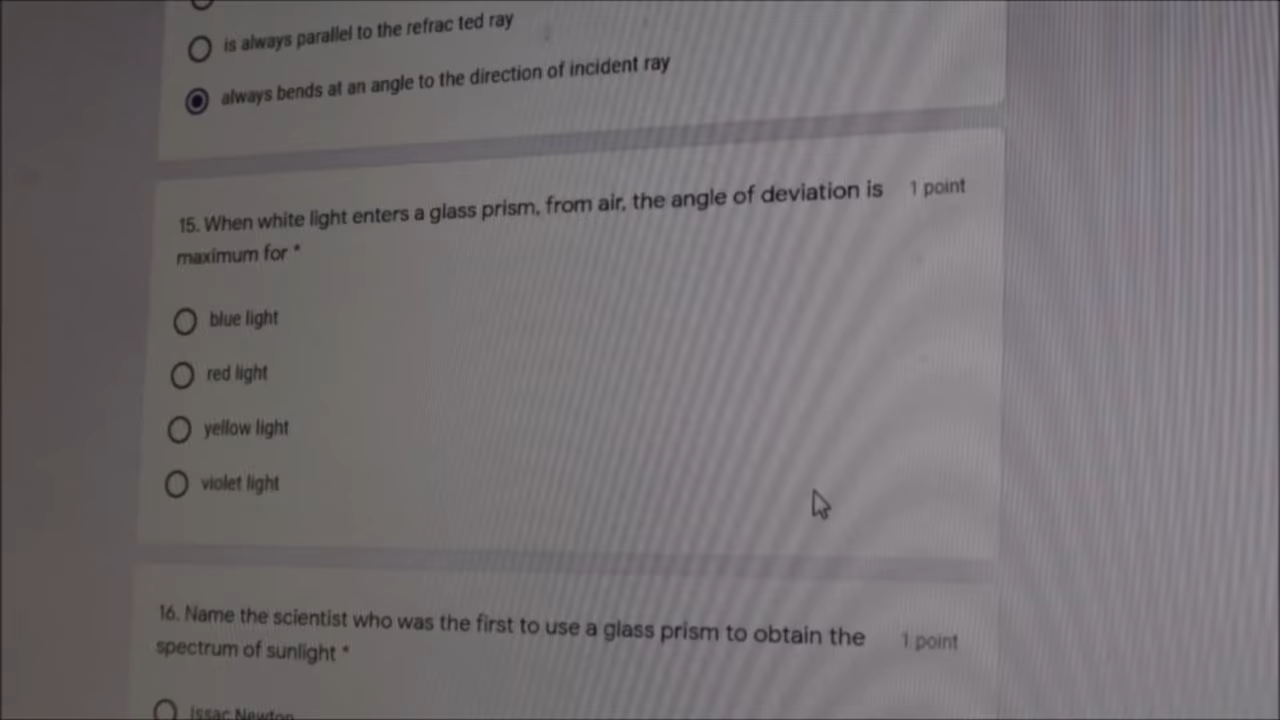 is always parallel to the refrac ted ray
always bends at an angle to the direction of incident ray
15. When white light enters a glass prism, from air, the angle of deviation is 1 point
maximum for *
blue light
red light
yellow light
violet light
16. Name the scientist who was the first to use a glass prism to obtain the 1 point
spectrum of sunlight *
Issac Newton